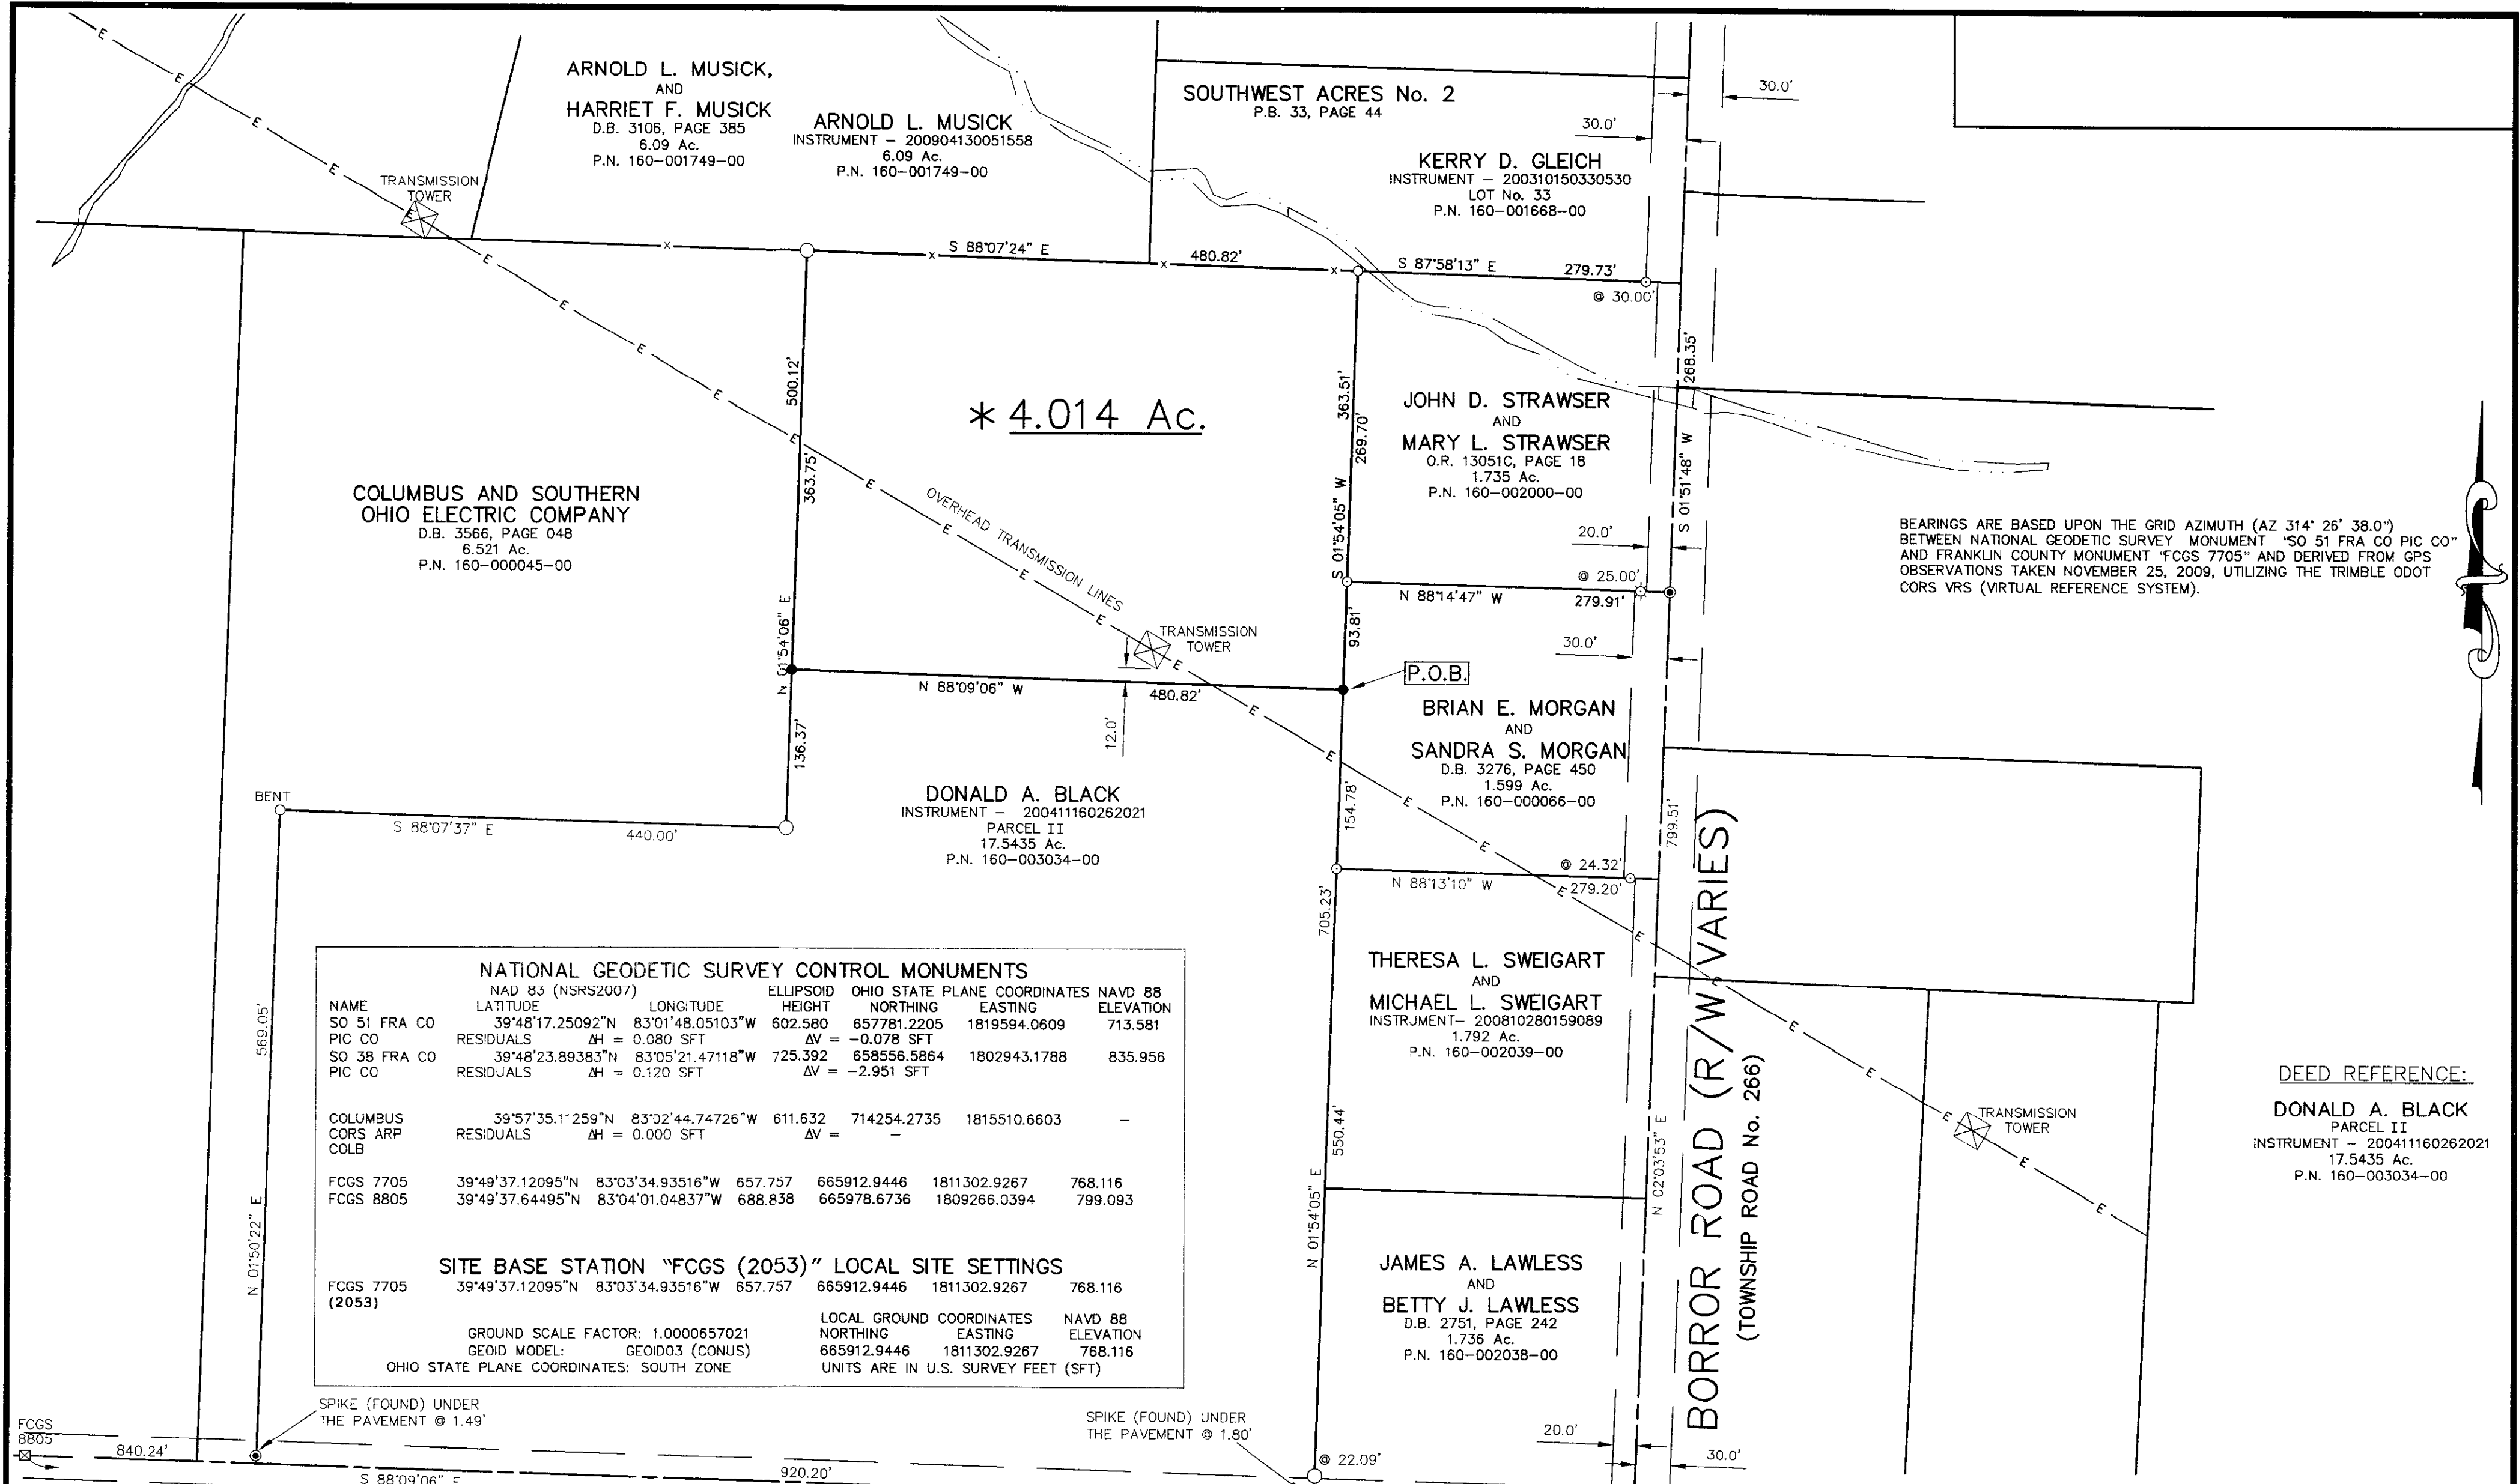 ARNOLD L. MUSICK,
AND
HARRIET F. MUSICK
D.B. 3106, PAGE 385
6.09 Ac.
P.N. 160-001749-00
ARNOLD L. MUSICK
INSTRUMENT - 200904130051558
6.09 Ac.
P.N. 160-001749-00
SOUTHWEST ACRES No. 2
P.B. 33, PAGE 44
30.0'
30.0'
KERRY D. GLEICH
INSTRUMENT - 200310150330530
LOT No. 33
P.N. 160-001668-00
TRANSMISSION
TOWER
S 88°07'24" E
480.82'
S 87°58'13" E
279.73'
@ 30.00'
500.12'
363.75'
N 01°54'06" E
136.37'
* 4.014 Ac.
363.51'
269.70'
S 01°54'05" W
93.81'
268.35'
S 01°51'48" W
JOHN D. STRAWSER
AND
MARY L. STRAWSER
O.R. 13051C, PAGE 18
1.735 Ac.
P.N. 160-002000-00
20.0'
@ 25.00'
N 88°14'47" W
279.91'
30.0'
COLUMBUS AND SOUTHERN
OHIO ELECTRIC COMPANY
D.B. 3566, PAGE 048
6.521 Ac.
P.N. 160-000045-00
OVERHEAD TRANSMISSION LINES
TRANSMISSION
TOWER
N 88°09'06" W
480.82'
12.0'
P.O.B.
BEARINGS ARE BASED UPON THE GRID AZIMUTH (AZ 314° 26' 38.0")
BETWEEN NATIONAL GEODETIC SURVEY MONUMENT "SO 51 FRA CO PIC CO"
AND FRANKLIN COUNTY MONUMENT "FCGS 7705" AND DERIVED FROM GPS
OBSERVATIONS TAKEN NOVEMBER 25, 2009, UTILIZING THE TRIMBLE ODOT
CORS VRS (VIRTUAL REFERENCE SYSTEM).
BRIAN E. MORGAN
AND
SANDRA S. MORGAN
D.B. 3276, PAGE 450
1.599 Ac.
P.N. 160-000066-00
154.78'
799.51'
@ 24.32'
N 88°13'10" W
279.20'
BENT
S 88°07'37" E
440.00'
DONALD A. BLACK
INSTRUMENT - 200411160262021
PARCEL II
17.5435 Ac.
P.N. 160-003034-00
705.23'
569.05'
N 01°50'22" E
NATIONAL GEODETIC SURVEY CONTROL MONUMENTS
NAD 83 (NSRS2007) ELLIPSOID OHIO STATE PLANE COORDINATES NAVD 88
NAME LATITUDE LONGITUDE HEIGHT NORTHING EASTING ELEVATION
SO 51 FRA CO 39°48'17.25092"N 83°01'48.05103"W 602.580 657781.2205 1819594.0609 713.581
PIC CO RESIDUALS ΔH = 0.080 SFT ΔV = -0.078 SFT
SO 38 FRA CO 39°48'23.89383"N 83°05'21.47118"W 725.392 658556.5864 1802943.1788 835.956
PIC CO RESIDUALS ΔH = 0.120 SFT ΔV = -2.951 SFT
COLUMBUS 39°57'35.11259"N 83°02'44.74726"W 611.632 714254.2735 1815510.6603 -
CORS ARP RESIDUALS ΔH = 0.000 SFT ΔV = -
COLB
FCGS 7705 39°49'37.12095"N 83°03'34.93516"W 657.757 665912.9446 1811302.9267 768.116
FCGS 8805 39°49'37.64495"N 83°04'01.04837"W 688.838 665978.6736 1809266.0394 799.093
SITE BASE STATION "FCGS (2053)" LOCAL SITE SETTINGS
FCGS 7705 39°49'37.12095"N 83°03'34.93516"W 657.757 665912.9446 1811302.9267 768.116
(2053)
LOCAL GROUND COORDINATES NAVD 88
GROUND SCALE FACTOR: 1.0000657021 NORTHING EASTING ELEVATION
GEOID MODEL: GEOID03 (CONUS) 665912.9446 1811302.9267 768.116
OHIO STATE PLANE COORDINATES: SOUTH ZONE UNITS ARE IN U.S. SURVEY FEET (SFT)
THERESA L. SWEIGART
AND
MICHAEL L. SWEIGART
INSTRUMENT- 200810280159089
1.792 Ac.
P.N. 160-002039-00
550.44'
N 01°54'05" E
N 02°03'53" E
BORROR ROAD (R/W VARIES)
(TOWNSHIP ROAD No. 266)
TRANSMISSION
TOWER
DEED REFERENCE:
DONALD A. BLACK
PARCEL II
INSTRUMENT - 200411160262021
17.5435 Ac.
P.N. 160-003034-00
JAMES A. LAWLESS
AND
BETTY J. LAWLESS
D.B. 2751, PAGE 242
1.736 Ac.
P.N. 160-002038-00
SPIKE (FOUND) UNDER
THE PAVEMENT @ 1.49'
FCGS
8805
840.24'
S 88°09'06" E
920.20'
SPIKE (FOUND) UNDER
THE PAVEMENT @ 1.80'
@ 22.09'
20.0'
30.0'